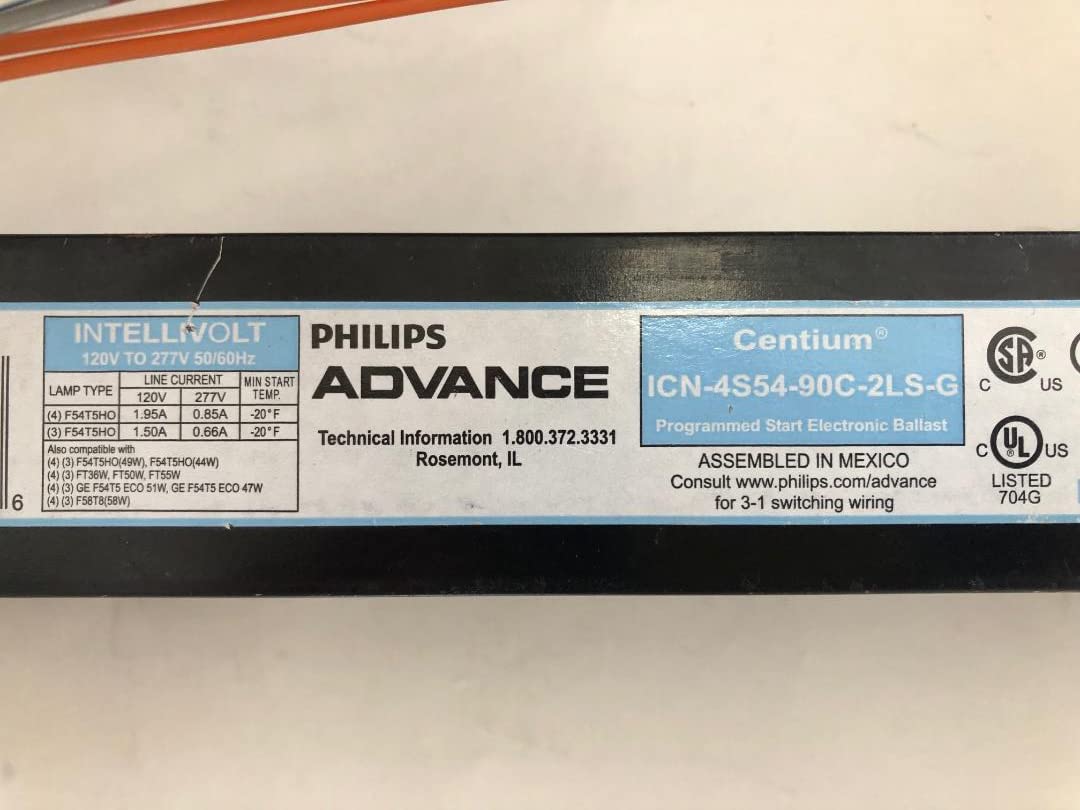 INTELLIVOLT
120V TO 277V 50/60Hz
LAMP TYPE LINE CURRENT MIN START TEMP.
120V 277V
(4) F54T5HO 1.95A 0.85A -20°F
(3) F54T5HO 1.50A 0.66A -20°F
Also compatible with
(4) (3) F54T5HO(49W), F54T5HO(44W)
(4) (3) FT36W, FT50W, FT55W
(4) (3) GE F54T5 ECO 51W, GE F54T5 ECO 47W
(4) (3) F58T8(58W)
6
PHILIPS
ADVANCE
Technical Information 1.800.372.3331
Rosemont, IL
Centium®
ICN-4S54-90C-2LS-G
Programmed Start Electronic Ballast
ASSEMBLED IN MEXICO
Consult www.philips.com/advance
for 3-1 switching wiring
C SA ® US
C UL US
LISTED
704G